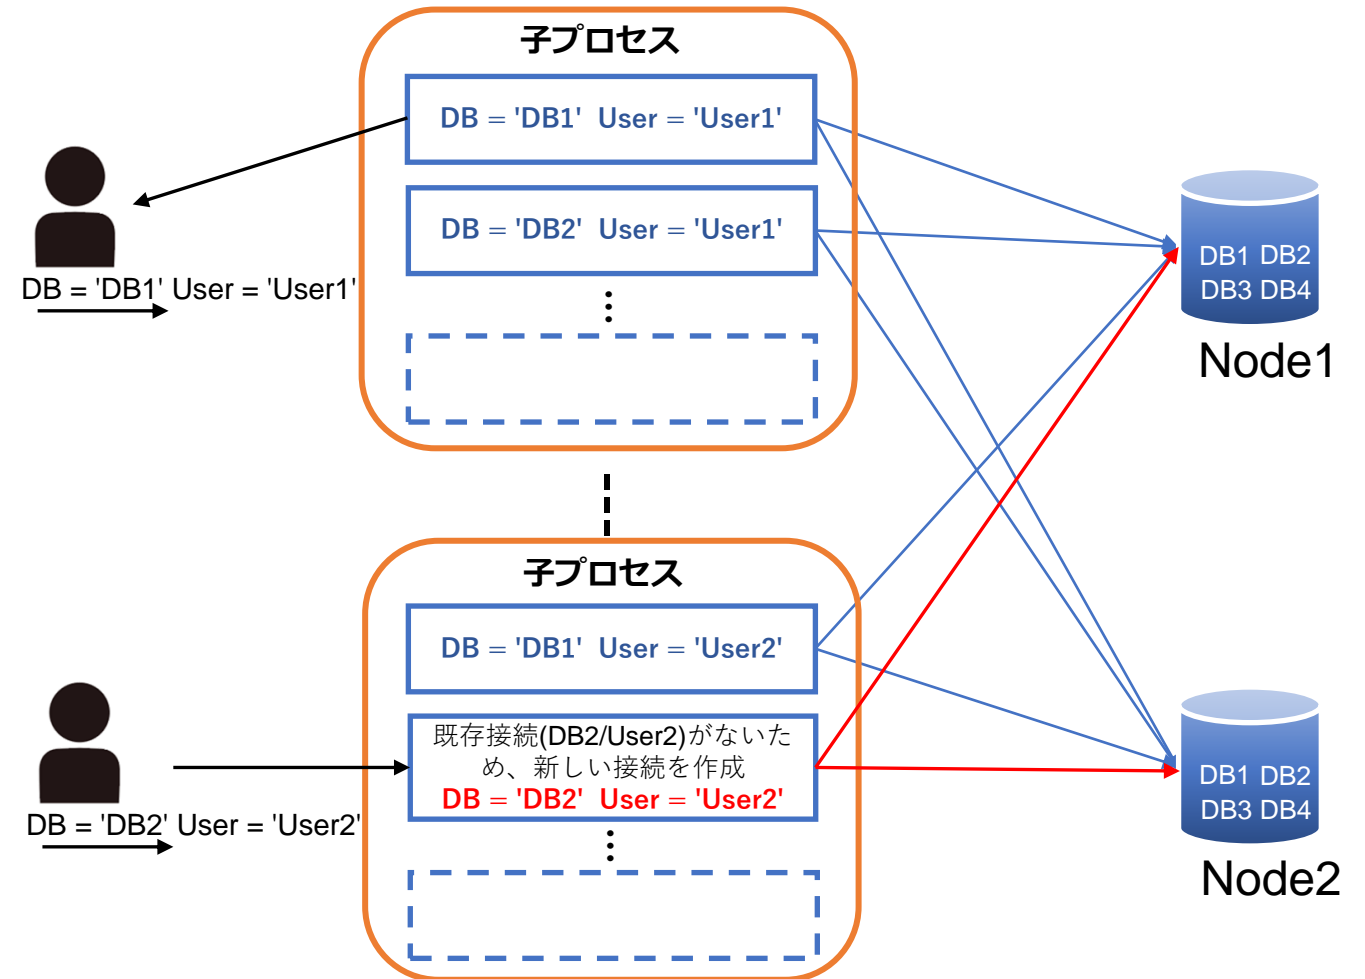 子プロセス
DB = 'DB1' User = 'User1'
DB = 'DB2' User = 'User1'
DB = 'DB1' User = 'User1'
DB1 DB2
DB3 DB4
Node1
子プロセス
DB = 'DB1' User = 'User2'
既存接続(DB2/User2)がないた
め、新しい接続を作成
DB = 'DB2' User = 'User2'
DB = 'DB2' User = 'User2'
DB1 DB2
DB3 DB4
Node2